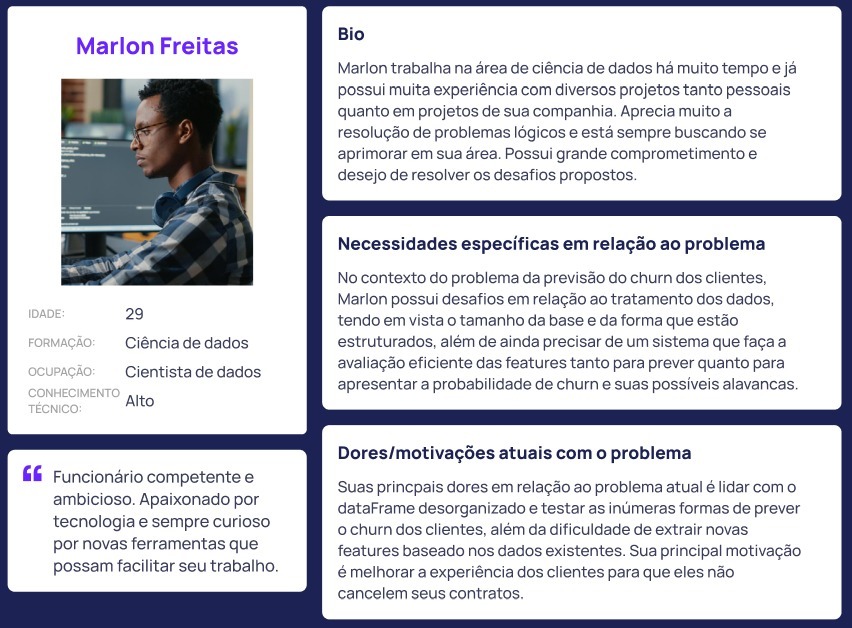 Marlon Freitas
IDADE: 29
FORMAÇÃO: Ciência de dados
OCUPAÇÃO: Cientista de dados
CONHECIMENTO
TÉCNICO: Alto
“ Funcionário competente e
ambicioso. Apaixonado por
tecnologia e sempre curioso
por novas ferramentas que
possam facilitar seu trabalho.
Bio
Marlon trabalha na área de ciência de dados há muito tempo e já
possui muita experiência com diversos projetos tanto pessoais
quanto em projetos de sua companhia. Aprecia muito a
resolução de problemas lógicos e está sempre buscando se
aprimorar em sua área. Possui grande comprometimento e
desejo de resolver os desafios propostos.
Necessidades específicas em relação ao problema
No contexto do problema da previsão do churn dos clientes,
Marlon possui desafios em relação ao tratamento dos dados,
tendo em vista o tamanho da base e da forma que estão
estruturados, além de ainda precisar de um sistema que faça a
avaliação eficiente das features tanto para prever quanto para
apresentar a probabilidade de churn e suas possíveis alavancas.
Dores/motivações atuais com o problema
Suas princpais dores em relação ao problema atual é lidar com o
dataFrame desorganizado e testar as inúmeras formas de prever
o churn dos clientes, além da dificuldade de extrair novas
features baseado nos dados existentes. Sua principal motivação
é melhorar a experiência dos clientes para que eles não
cancelem seus contratos.